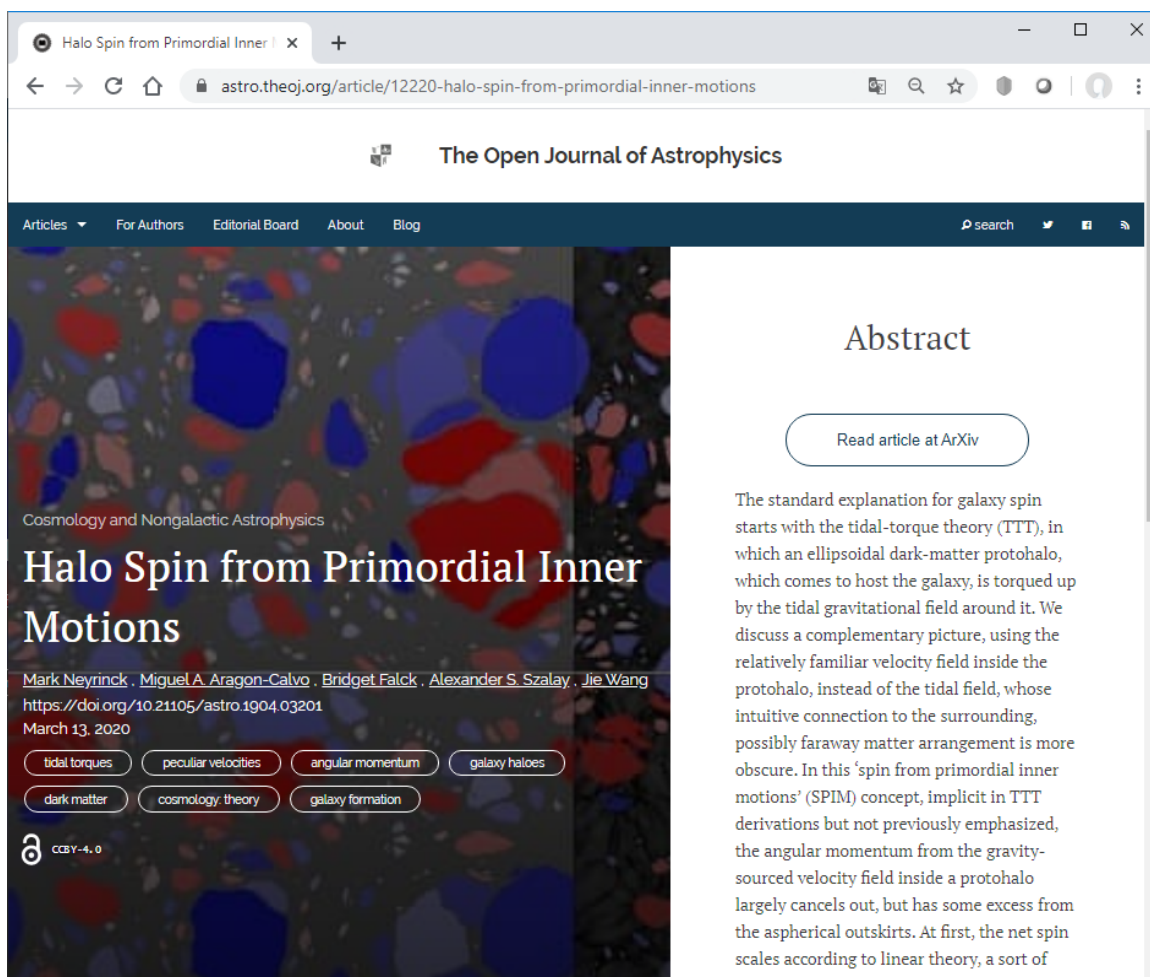 Halo Spin from Primordial Inner
astro.theoj.org/article/12220-halo-spin-from-primordial-inner-motions
The Open Journal of Astrophysics
Articles For Authors Editorial Board About Blog search
Cosmology and Nongalactic Astrophysics
Halo Spin from Primordial Inner
Motions
Mark Neyrinck , Miguel A. Aragon-Calvo , Bridget Falck , Alexander S. Szalay , Jie Wang
https://doi.org/10.21105/astro.1904.03201
March 13, 2020
tidal torques peculiar velocities angular momentum galaxy haloes
dark matter cosmology: theory galaxy formation
CCBY-4.0
Abstract
Read article at ArXiv
The standard explanation for galaxy spin
starts with the tidal-torque theory (TTT), in
which an ellipsoidal dark-matter protohalo,
which comes to host the galaxy, is torqued up
by the tidal gravitational field around it. We
discuss a complementary picture, using the
relatively familiar velocity field inside the
protohalo, instead of the tidal field, whose
intuitive connection to the surrounding,
possibly faraway matter arrangement is more
obscure. In this ‘spin from primordial inner
motions’ (SPIM) concept, implicit in TTT
derivations but not previously emphasized,
the angular momentum from the gravity-
sourced velocity field inside a protohalo
largely cancels out, but has some excess from
the aspherical outskirts. At first, the net spin
scales according to linear theory, a sort of